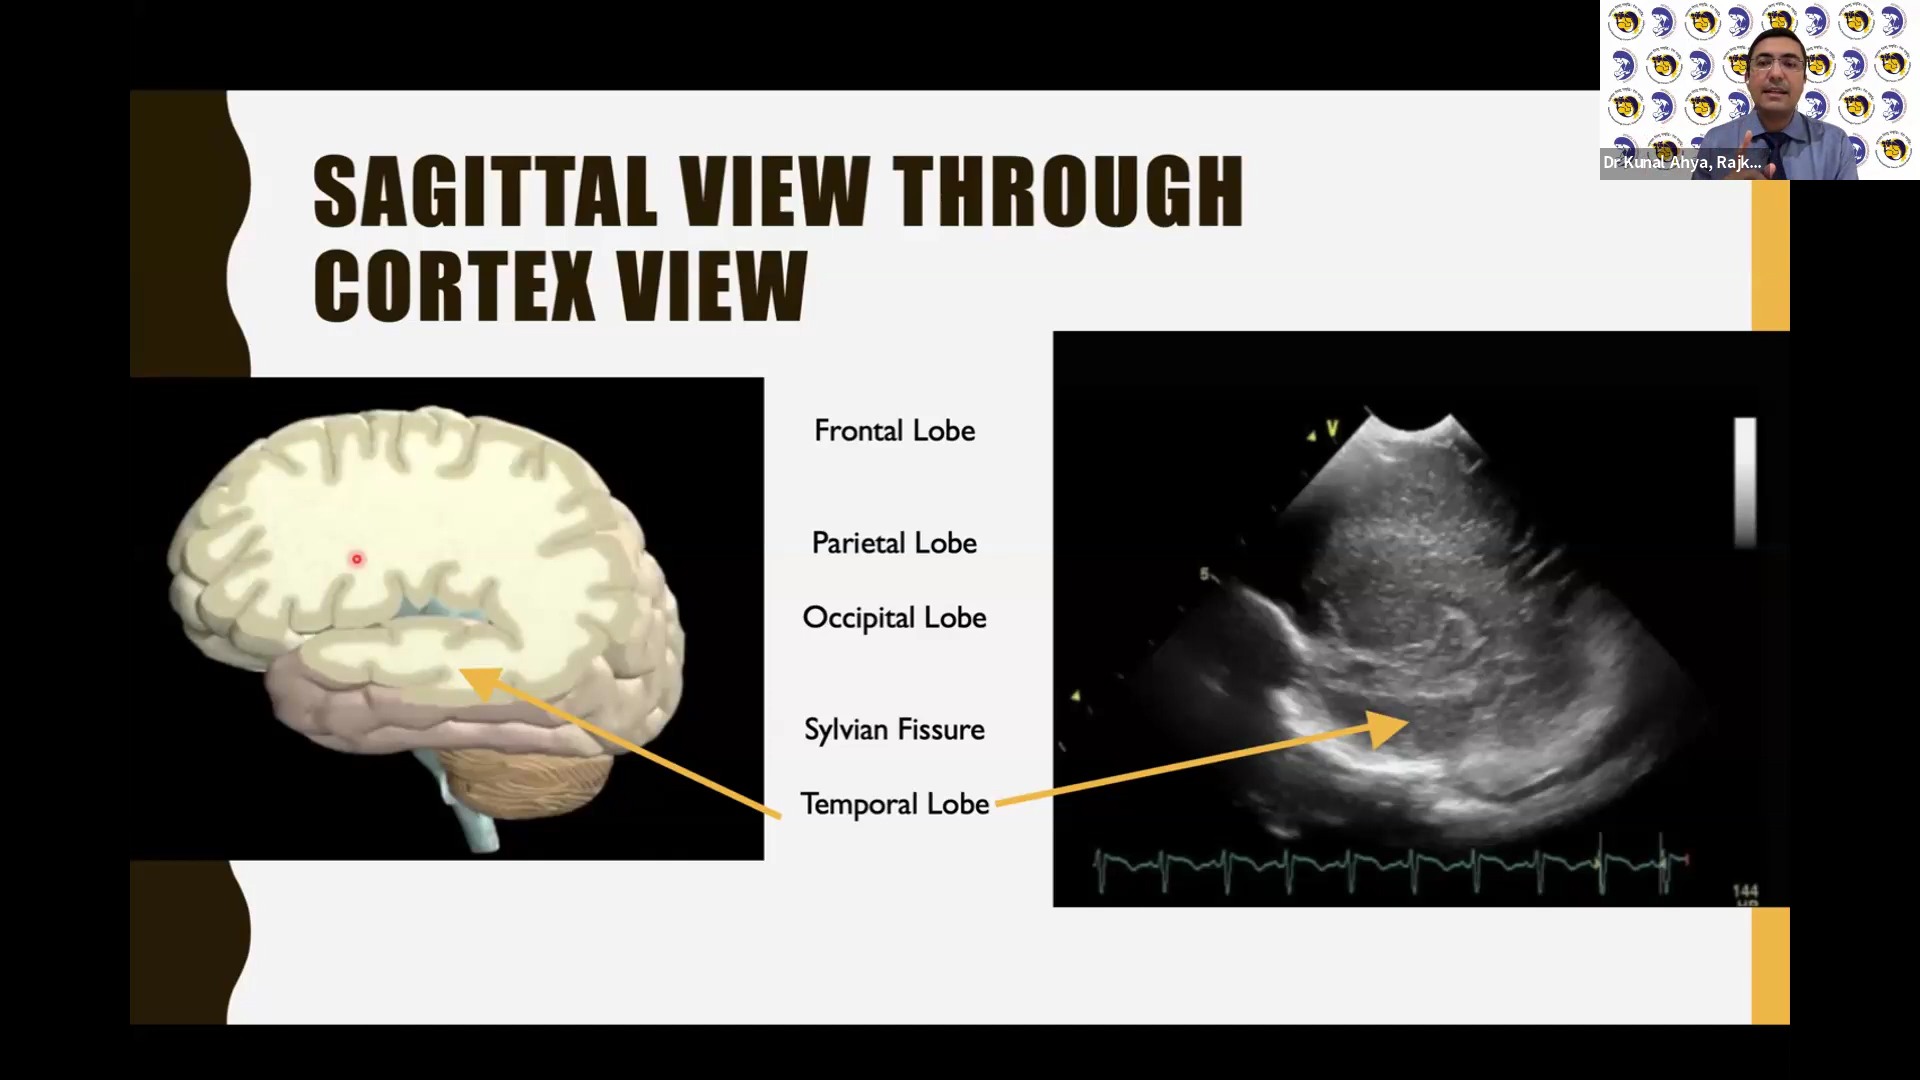 Dr Kunal Ahya, Rajk...
SAGITTAL VIEW THROUGH
CORTEX VIEW
Frontal Lobe
Parietal Lobe
Occipital Lobe
Sylvian Fissure
Temporal Lobe
V
5
144
HR